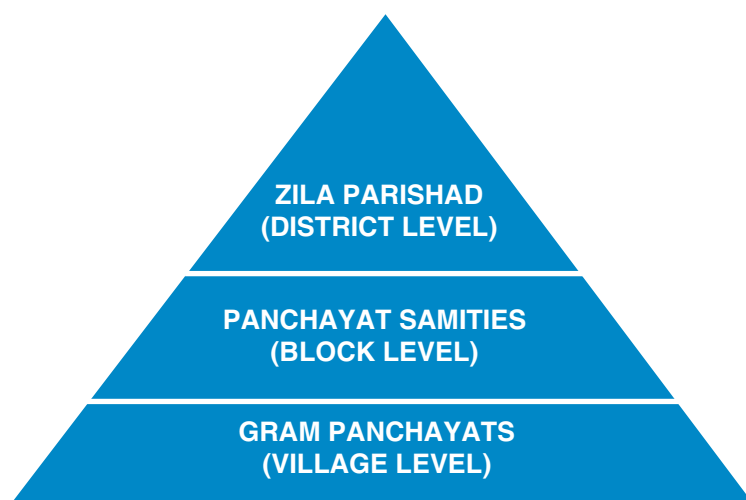 ZILA PARISHAD
(DISTRICT LEVEL)
PANCHAYAT SAMITIES
(BLOCK LEVEL)
GRAM PANCHAYATS
(VILLAGE LEVEL)